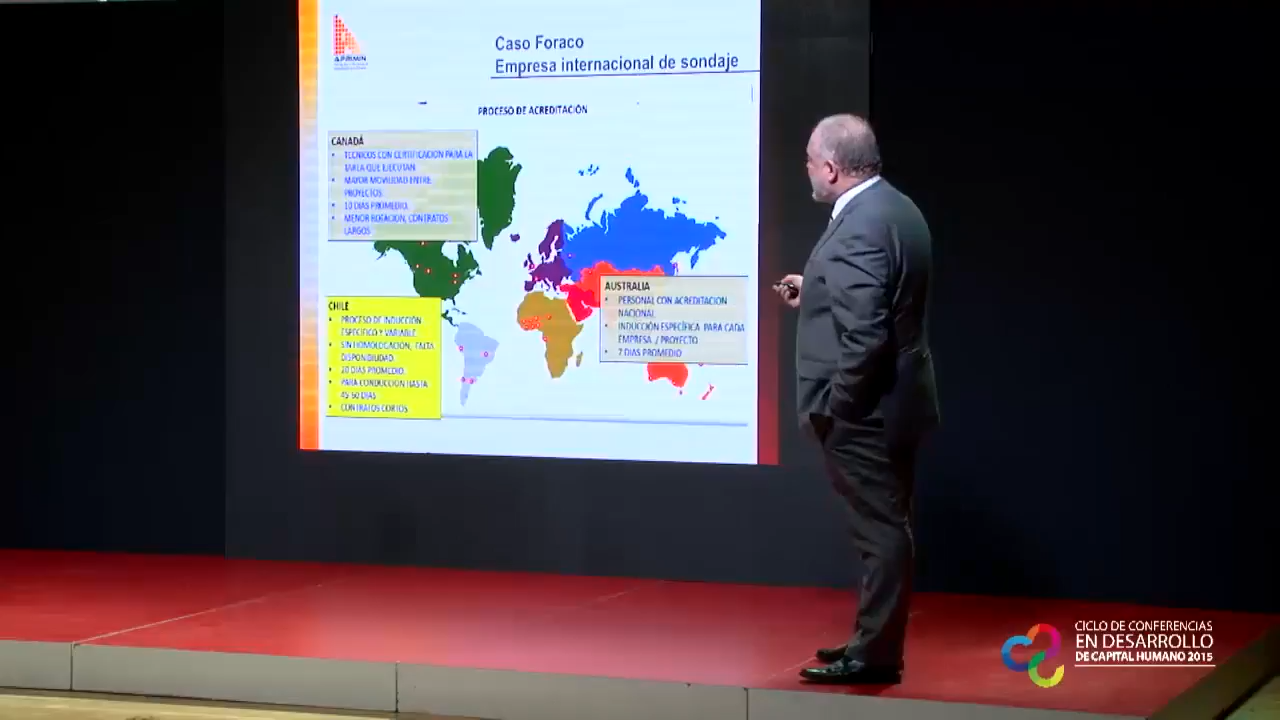 APRIMIN
Caso Foraco
Empresa internacional de sondaje
PROCESO DE ACREDITACIÓN
CANADÁ
• TECNICOS CON CERTIFICACION PARA LA
TAREA QUE EJECUTAN.
• MAYOR MOVILIDAD ENTRE
PROYECTOS.
• 10 DIAS PROMEDIO.
• MENOR ROTACION, CONTRATOS
LARGOS
CHILE
• PROCESO DE INDUCCIÓN
ESPECIFICO Y VARIABLE.
• SIN HOMOLOGACION, FALTA
DISPONIBILIDAD.
• 20 DIAS PROMEDIO.
• PARA CONDUCCION HASTA
45-60 DIAS
• CONTRATOS CORTOS
AUSTRALIA
• PERSONAL CON ACREDITACION
NACIONAL
• INDUCCIÓN ESPECÍFICA PARA CADA
EMPRESA / PROYECTO
• 7 DIAS PROMEDIO
CICLO DE CONFERENCIAS
EN DESARROLLO
DE CAPITAL HUMANO 2015